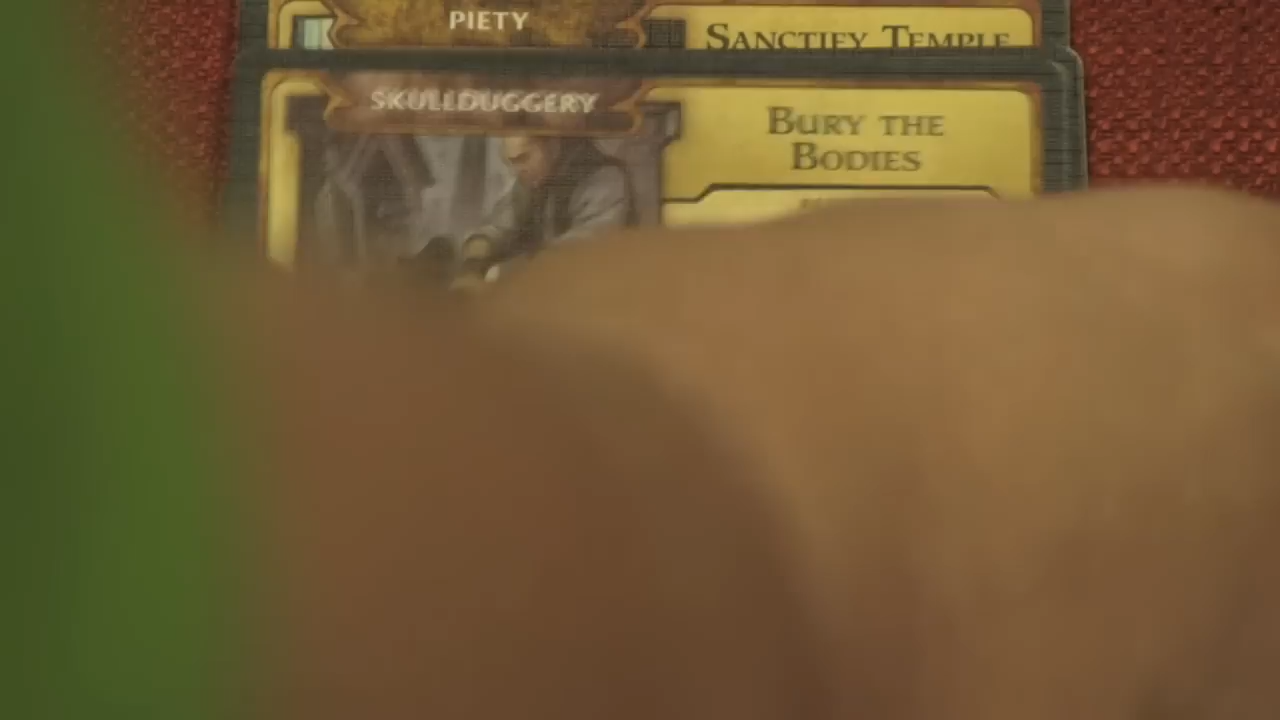 PIETY
SANCTIFY TEMPLE
SKULLDUGGERY
BURY THE
BODIES